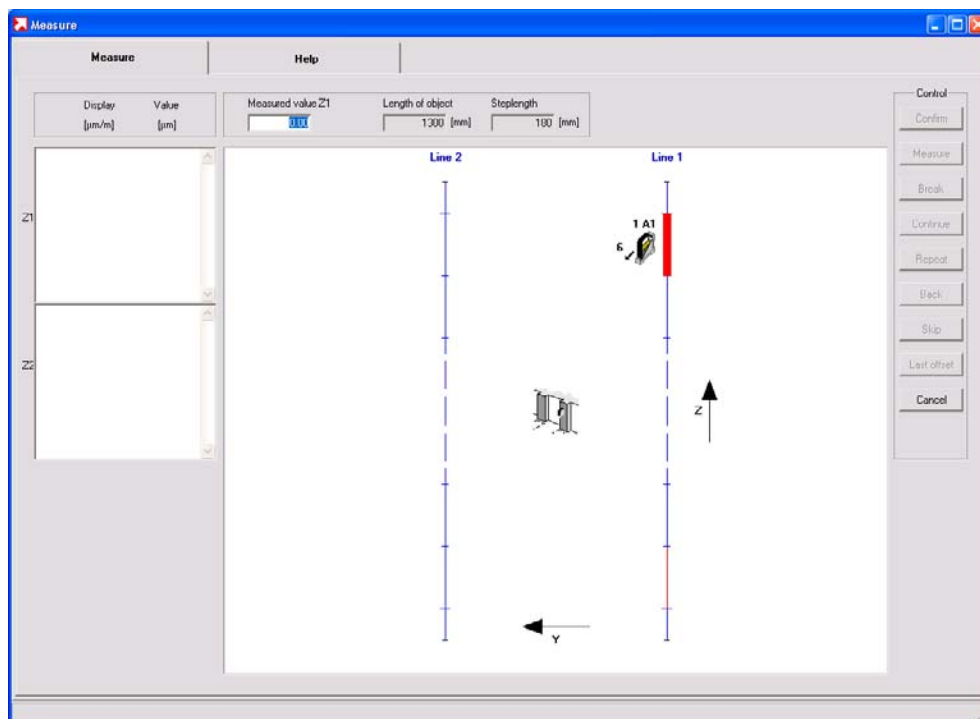 Measure
Measure
Help
Display
Value
[µm/m]
[µm]
Measured value Z1
Length of object
Steplength
0.00
1300 [mm]
100 [mm]
Control
Confirm
Measure
Break
Continue
Repeat
Back
Skip
Last offset
Cancel
Z1
Z2
Line 2
Line 1
1 A1
6
Z
Y